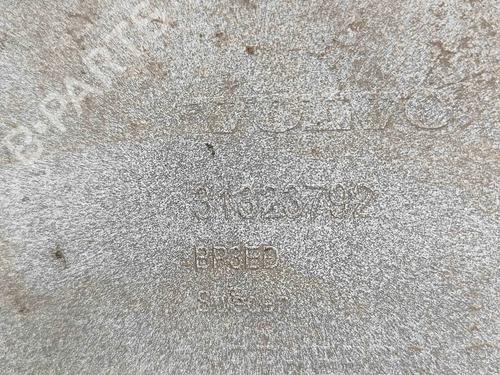 B-PARTS
VOLVO
31323792
BP3ED
Sweden